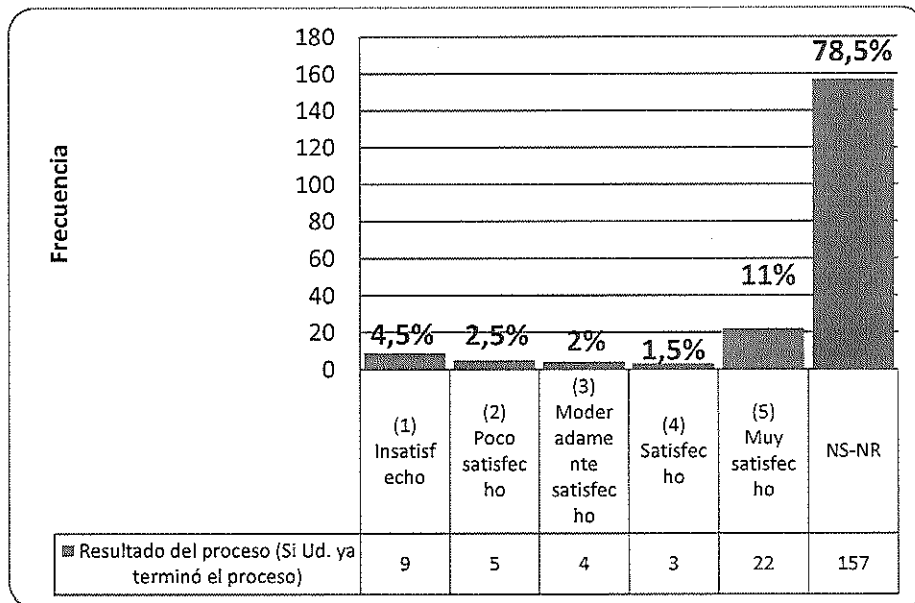 180
160
140
120
100
80
60
40
20
0
Frecuencia
4,5%
2,5%
2%
1,5%
11%
78,5%
(1)
Insatisf
echo
(2)
Poco
satisfec
ho
(3)
Moder
adame
nte
satisfec
ho
(4)
Satisfec
ho
(5)
Muy
satisfec
ho
NS-NR
Resultado del proceso (Si Ud. ya
terminó el proceso)
9
5
4
3
22
157